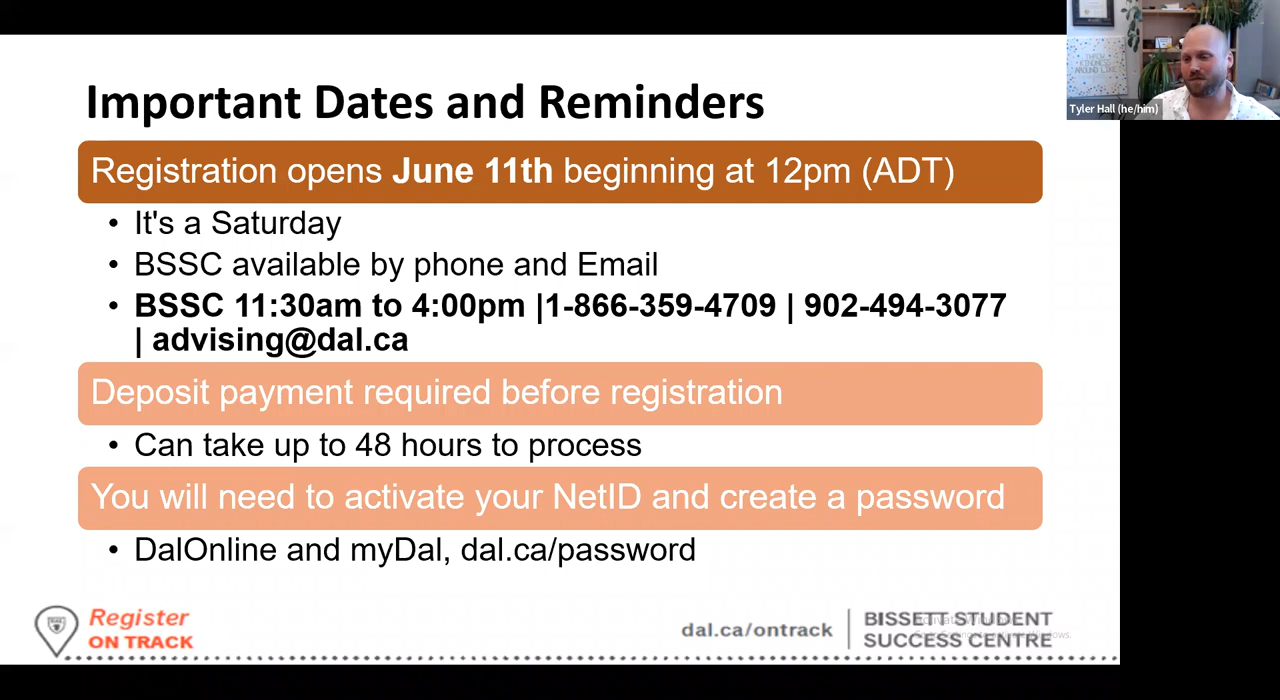 Important Dates and Reminders
Registration opens June 11th beginning at 12pm (ADT)
• It's a Saturday
• BSSC available by phone and Email
• BSSC 11:30am to 4:00pm |1-866-359-4709 | 902-494-3077
| advising@dal.ca
Deposit payment required before registration
• Can take up to 48 hours to process
You will need to activate your NetID and create a password
• DalOnline and myDal, dal.ca/password
Register
ON TRACK
dal.ca/ontrack
BISSETT STUDENT
SUCCESS CENTRE
Tyler Hall (he/him)